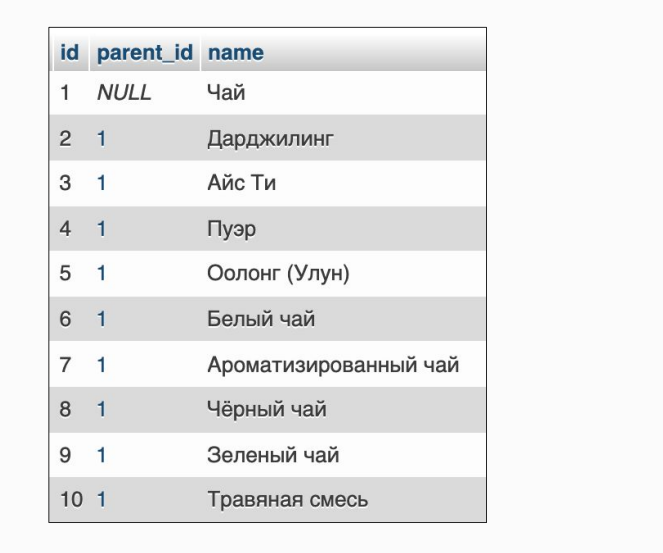 id parent_id name
1 NULL Чай
2 1 Дарджилинг
3 1 Айс Ти
4 1 Пуэр
5 1 Оолонг (Улун)
6 1 Белый чай
7 1 Ароматизированный чай
8 1 Чёрный чай
9 1 Зеленый чай
10 1 Травяная смесь